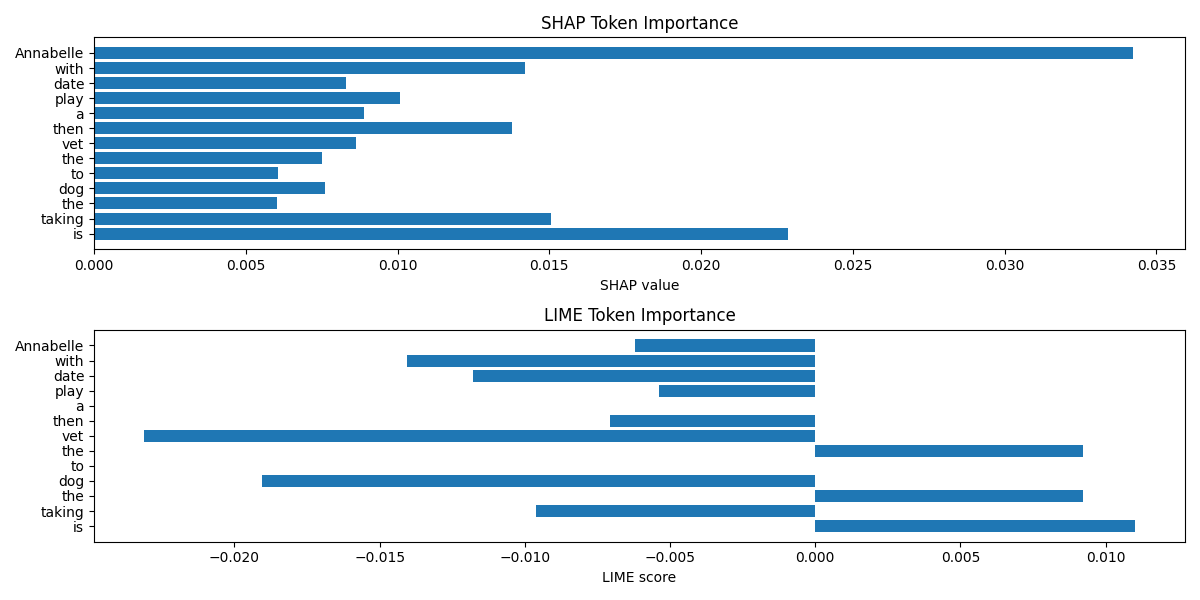 SHAP Token Importance
Annabelle
with
date
play
a
then
vet
the
to
dog
the
taking
is
0.000 0.005 0.010 0.015 0.020 0.025 0.030 0.035
SHAP value
LIME Token Importance
Annabelle
with
date
play
a
then
vet
the
to
dog
the
taking
is
−0.020 −0.015 −0.010 −0.005 0.000 0.005 0.010
LIME score